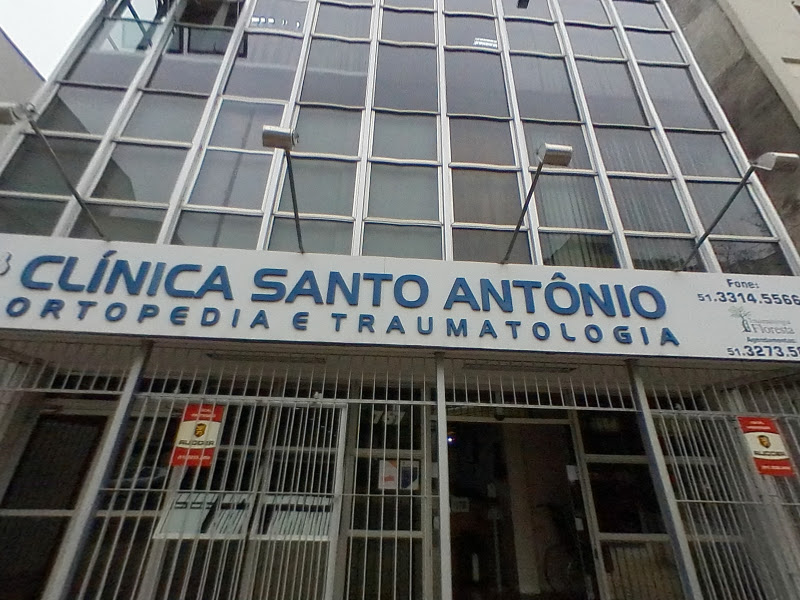 CLÍNICA SANTO ANTÔNIO
ORTOPEDIA E TRAUMATOLOGIA
Fone:
51.3314.5566
Floresta
Agendamentos: